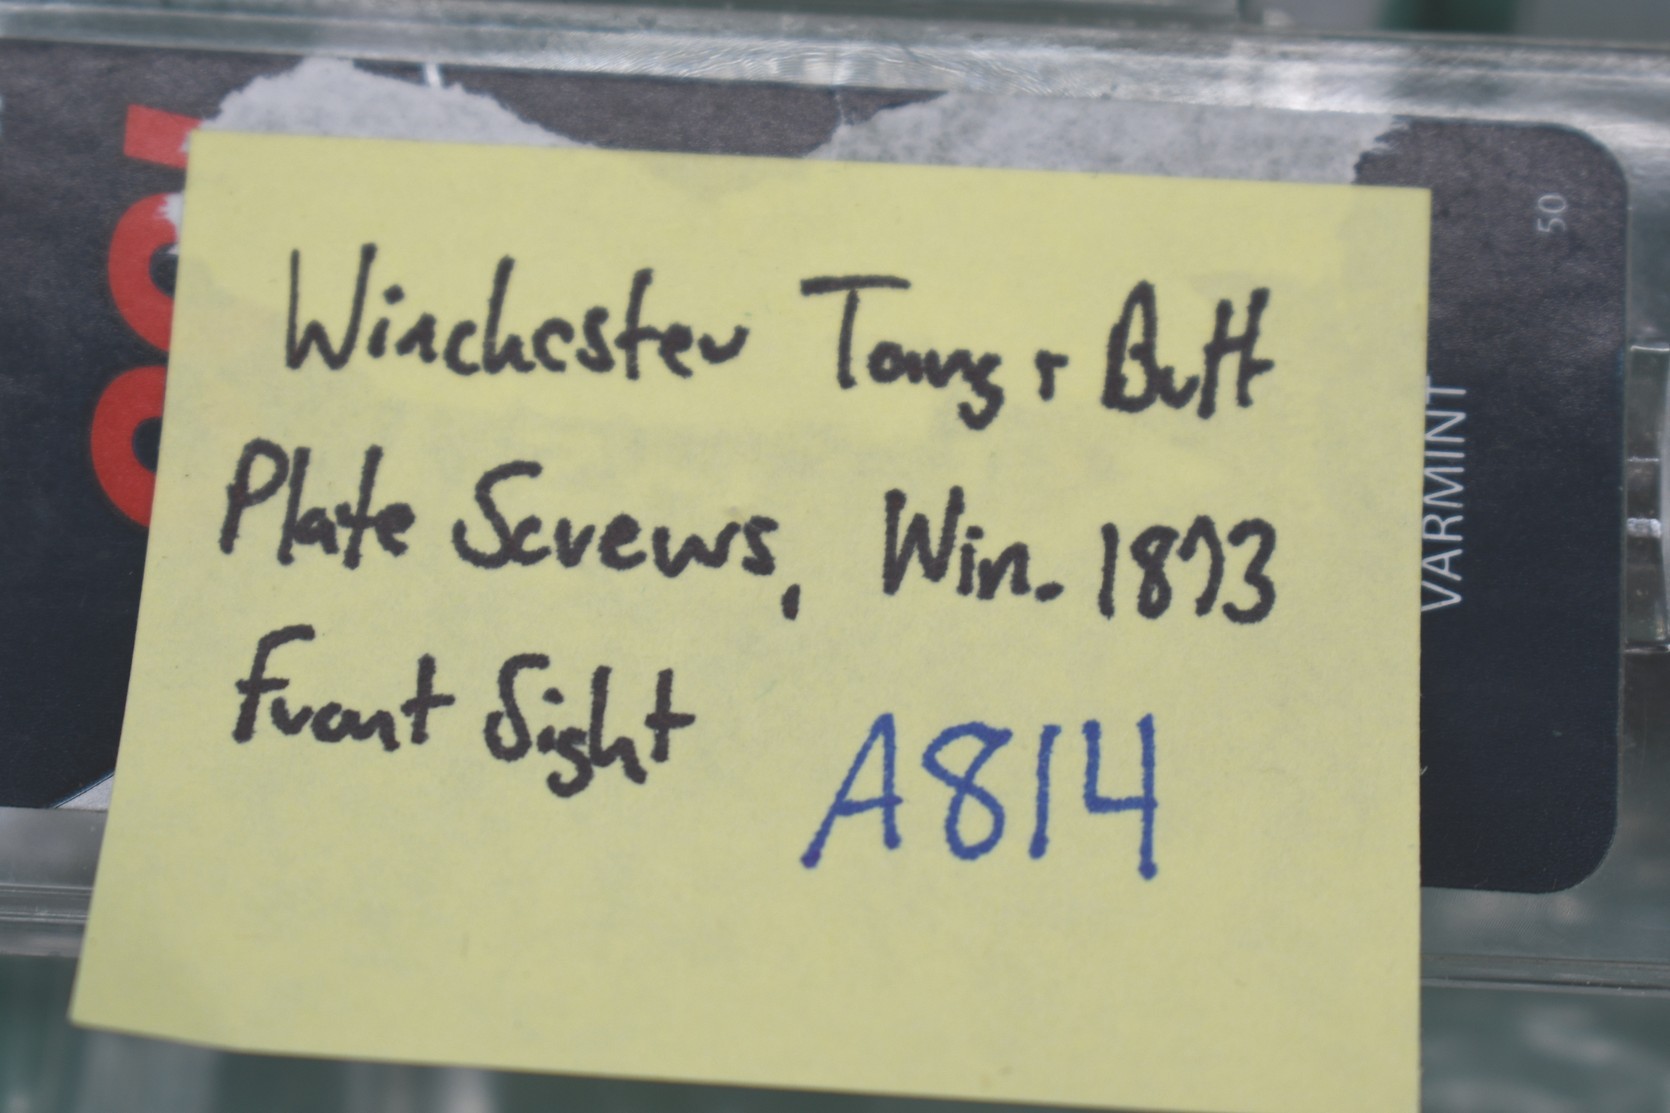 Winchester Tang + Butt
Plate Screws, Win. 1873
Front Sight
A814
50
VARMINT